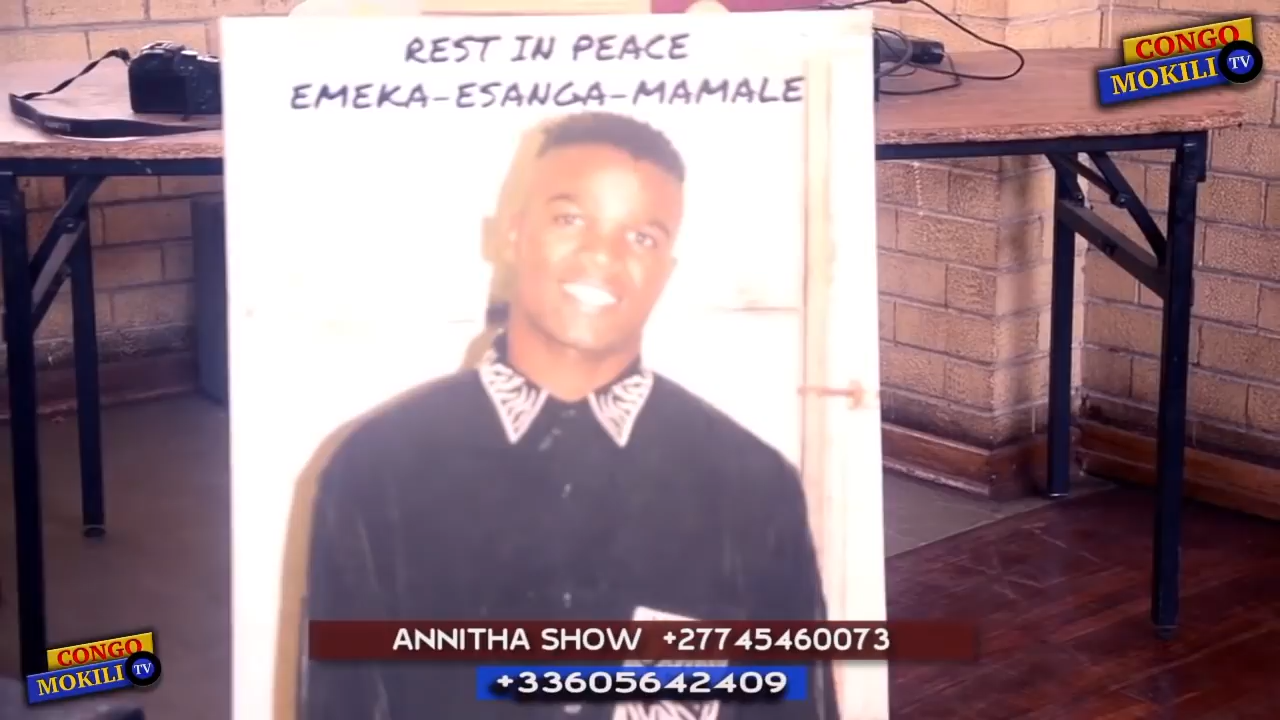 REST IN PEACE
EMEKA-ESANGA-MAMALE
CONGO
MOKILI TV
ANNITHA SHOW +27745460073
+33605642409
CONGO
MOKILI TV